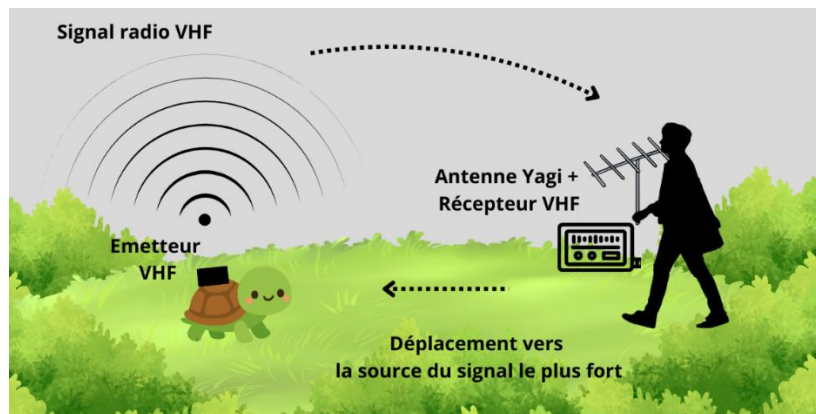 Signal radio VHF
Antenne Yagi +
Récepteur VHF
Emetteur
VHF
Déplacement vers
la source du signal le plus fort